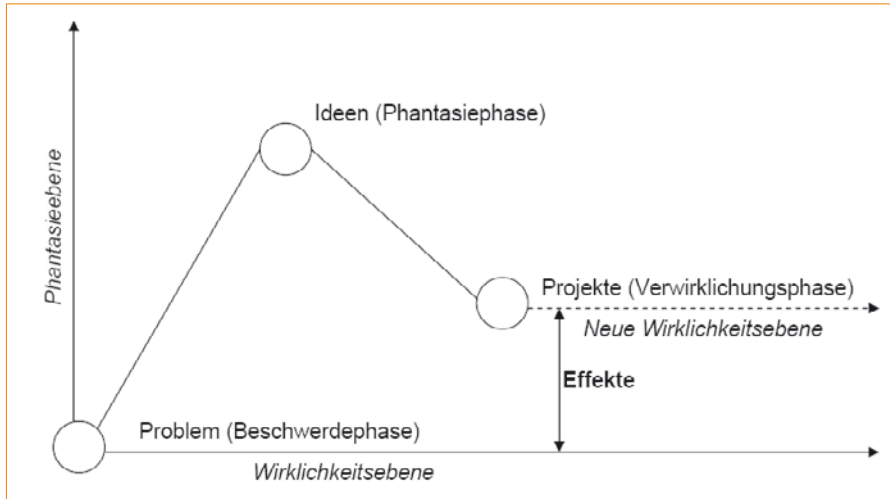 Ideen (Phantasiephase)
Phantasieebene
Projekte (Verwirklichungsphase)
Neue Wirklichkeitsebene
Effekte
Problem (Beschwerdephase)
Wirklichkeitsebene